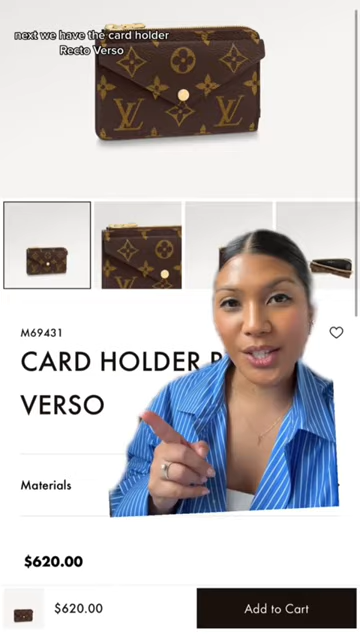 next we have the card holder
Recto Verso
M69431
CARD HOLDER
VERSO
Materials
$620.00
$620.00
Add to Cart